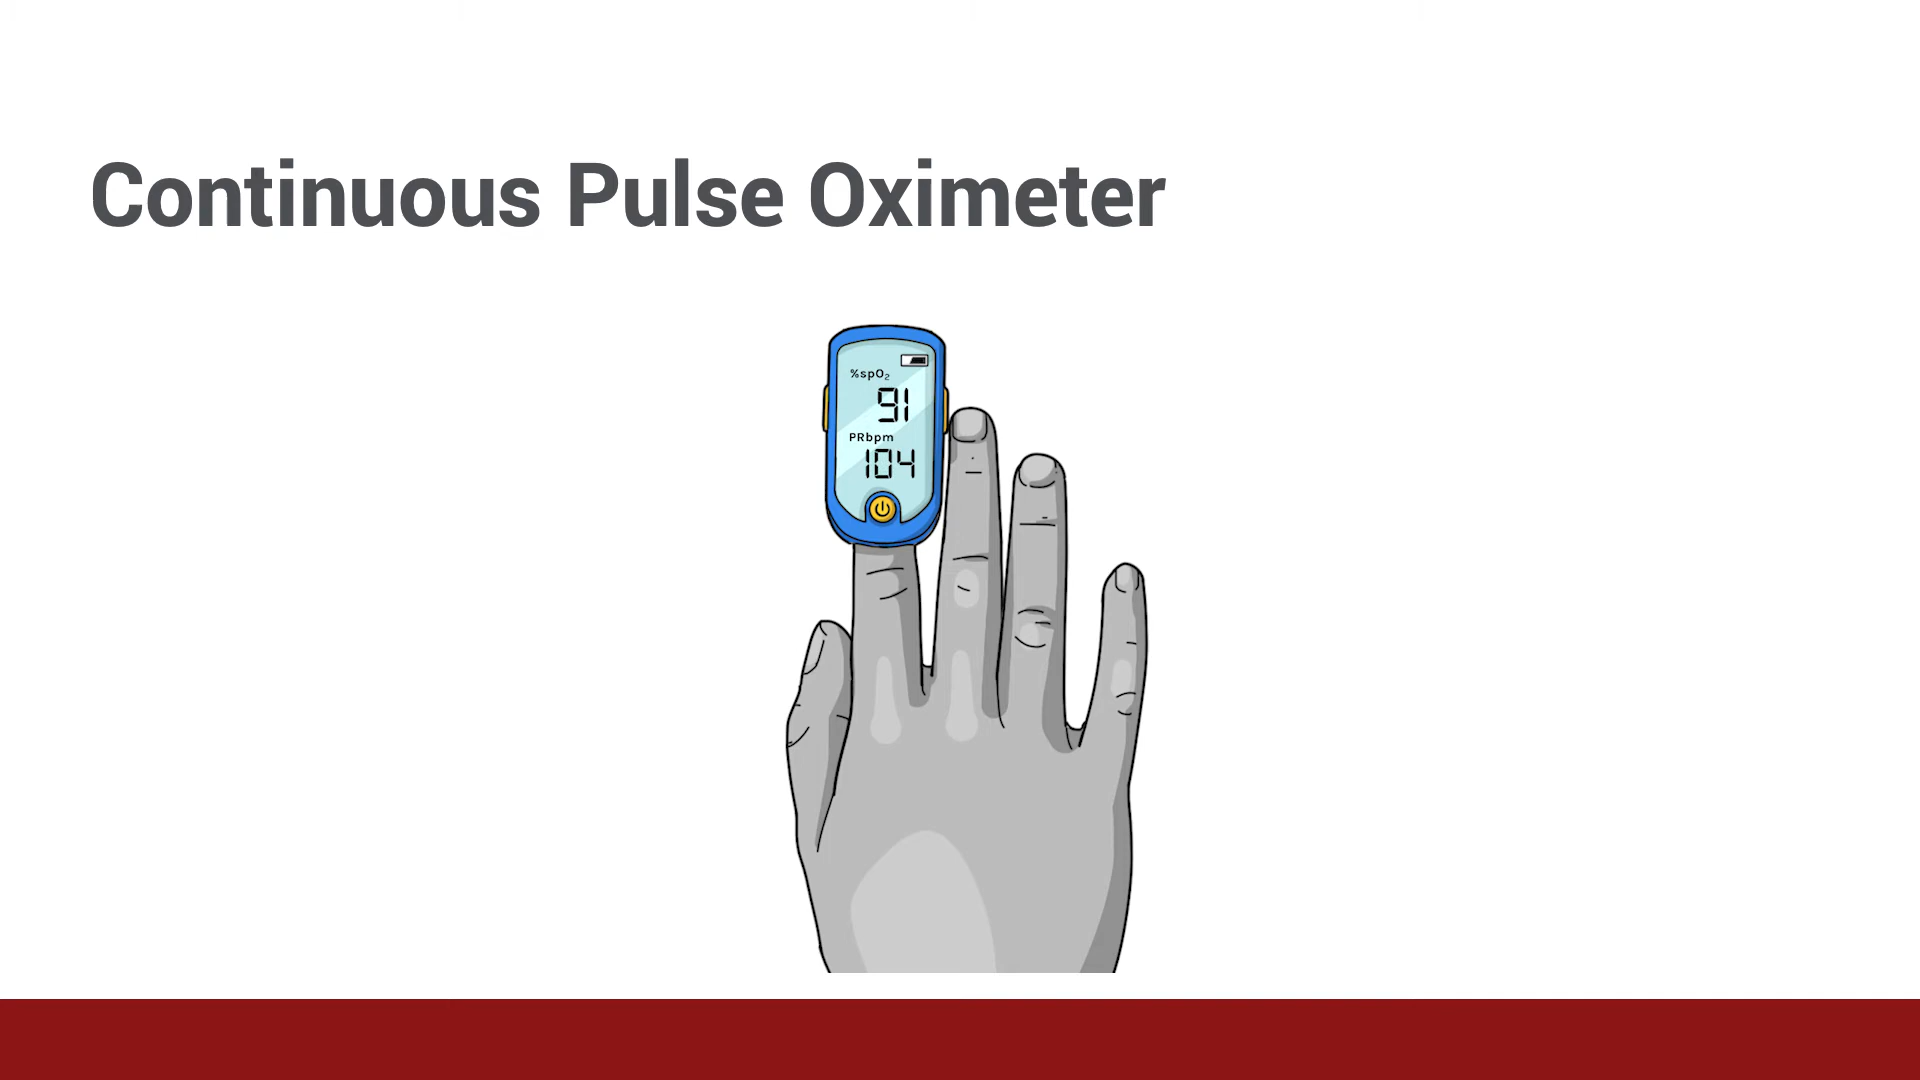 Continuous Pulse Oximeter
%spO₂
91
PRbpm
104